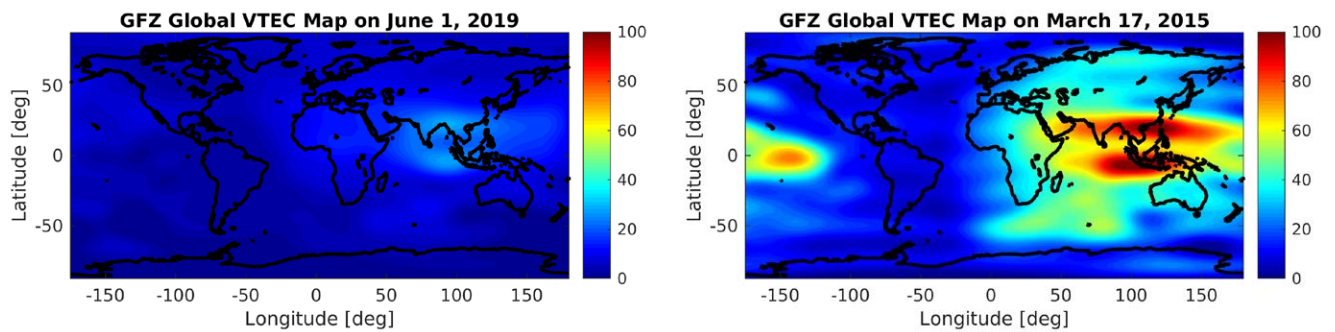 GFZ Global VTEC Map on June 1, 2019
100
80
60
40
20
0
50
0
-50
Latitude [deg]
-150 -100 -50 0 50 100 150
Longitude [deg]
GFZ Global VTEC Map on March 17, 2015
100
80
60
40
20
0
50
0
-50
Latitude [deg]
-150 -100 -50 0 50 100 150
Longitude [deg]